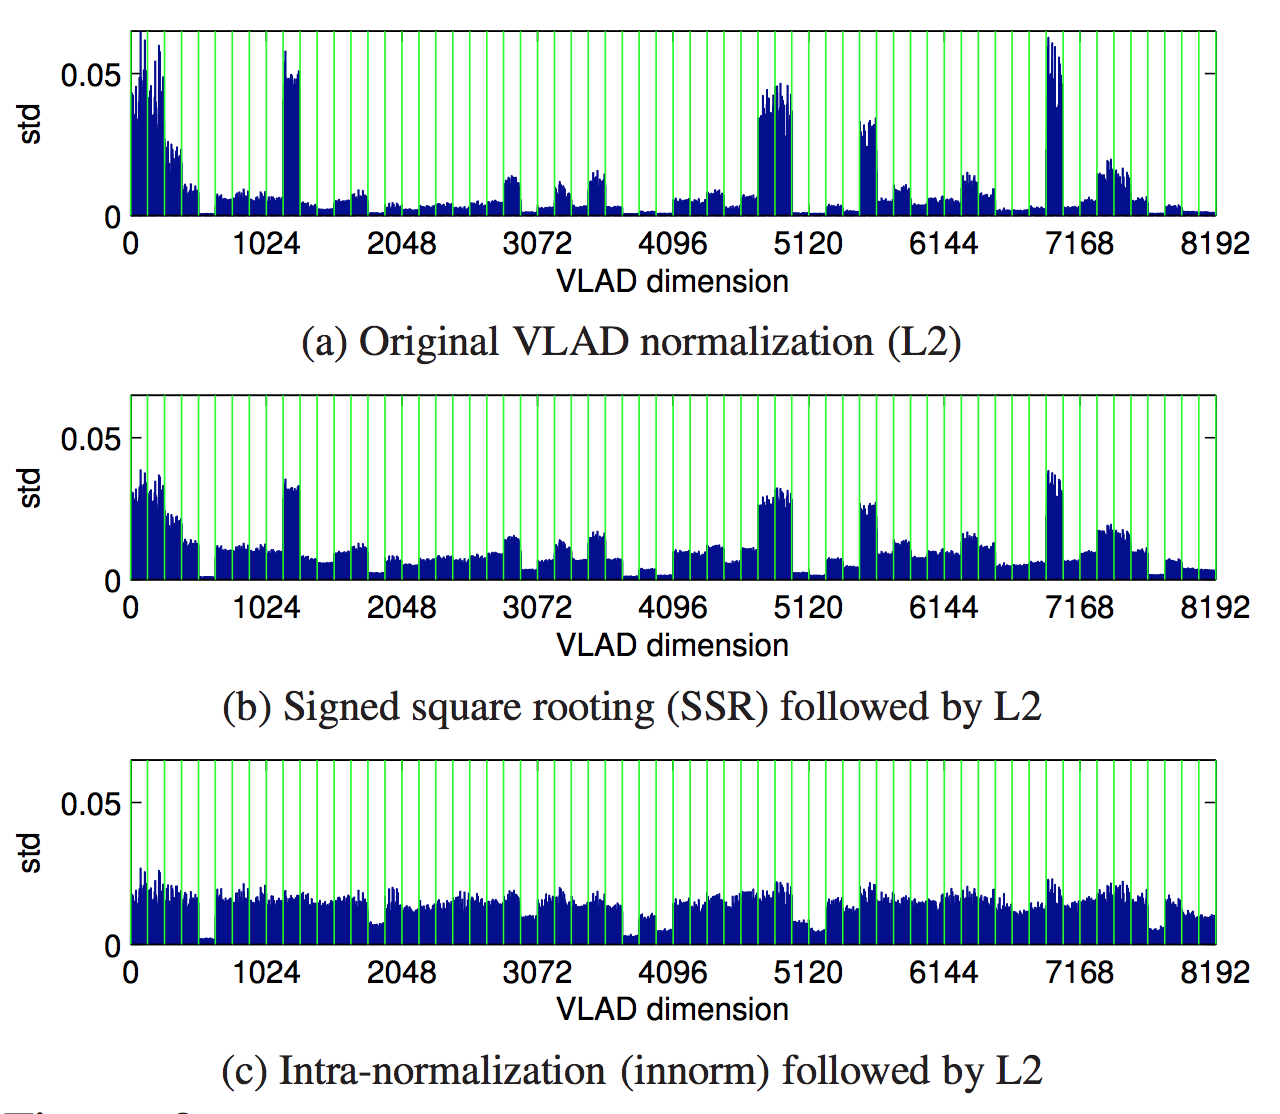 0.05
std
0
0 1024 2048 3072 4096 5120 6144 7168 8192
VLAD dimension
(a) Original VLAD normalization (L2)
0.05
std
0
0 1024 2048 3072 4096 5120 6144 7168 8192
VLAD dimension
(b) Signed square rooting (SSR) followed by L2
0.05
std
0
0 1024 2048 3072 4096 5120 6144 7168 8192
VLAD dimension
(c) Intra-normalization (innorm) followed by L2